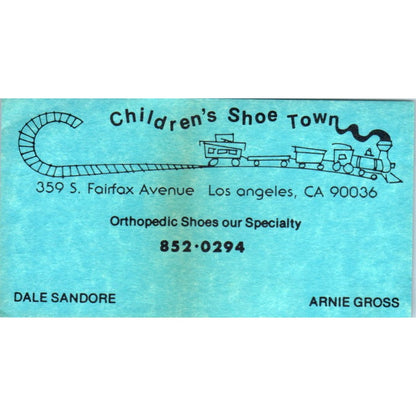 Children's Shoe Town
359 S. Fairfax Avenue Los angeles, CA 90036
Orthopedic Shoes our Specialty
852·0294
DALE SANDORE ARNIE GROSS